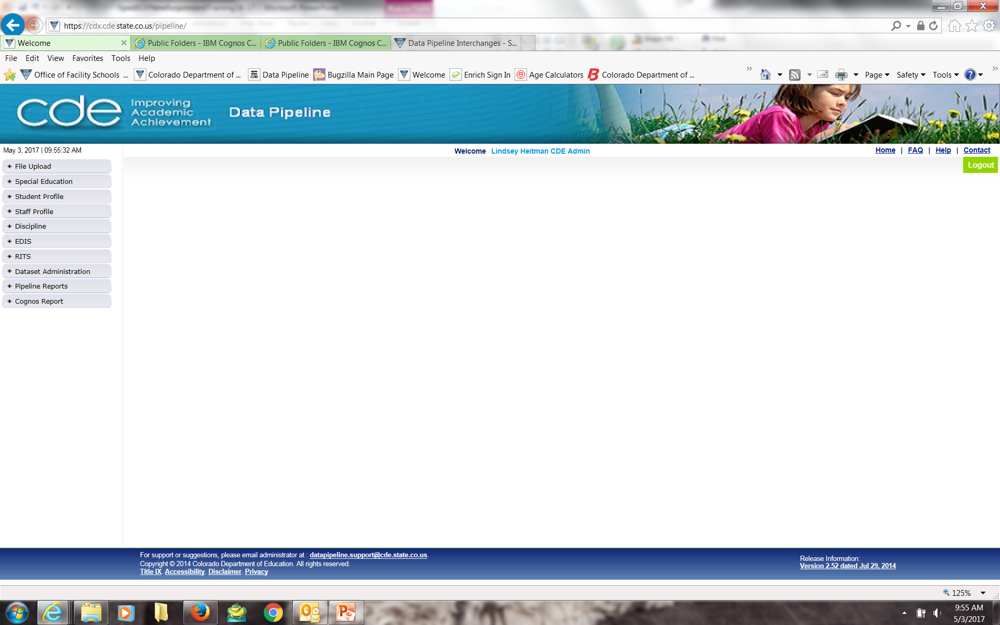 https://cdx.cde.state.co.us/pipeline/
Welcome
Public Folders - IBM Cognos C...
Public Folders - IBM Cognos C...
Data Pipeline Interchanges - S...
File Edit View Favorites Tools Help
Office of Facility Schools ...
Colorado Department of ...
Data Pipeline
Bugzilla Main Page
Welcome
Enrich Sign In
Age Calculators
Colorado Department of ...
Page Safety Tools
cde
Improving
Academic
Achievement
Data Pipeline
May 3, 2017 | 09:55:32 AM
Welcome Lindsey Heitman CDE Admin
Home | FAQ | Help | Contact
Logout
+ File Upload
+ Special Education
+ Student Profile
+ Staff Profile
+ Discipline
+ EDIS
+ RITS
+ Dataset Administration
+ Pipeline Reports
+ Cognos Report
For support or suggestions, please email administrator at : datapipeline.support@cde.state.co.us.
Copyright © 2014 Colorado Department of Education. All rights reserved.
Title IX. Accessibility. Disclaimer. Privacy
Release Information:
Version 2.52 dated Jul 29, 2014
125%
9:55 AM
5/3/2017